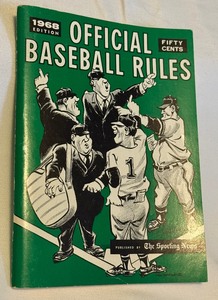 1968
EDITION
OFFICIAL
FIFTY
CENTS
BASEBALL RULES
1
PUBLISHED BY The Sporting News